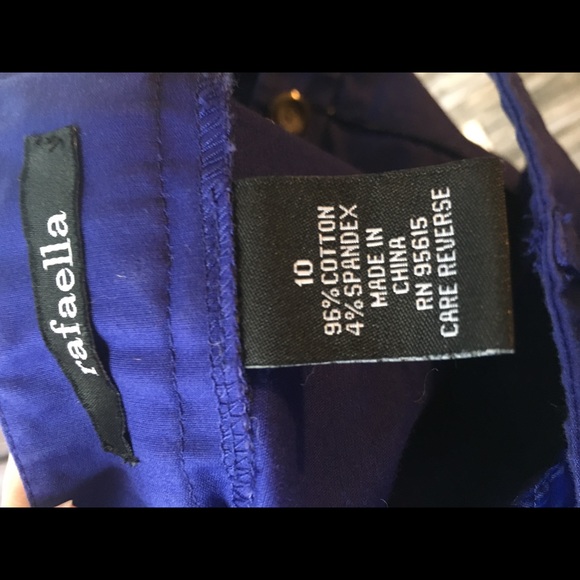 rafaella
10
96% COTTON
4% SPANDEX
MADE IN
CHINA
RN 95615
CARE REVERSE